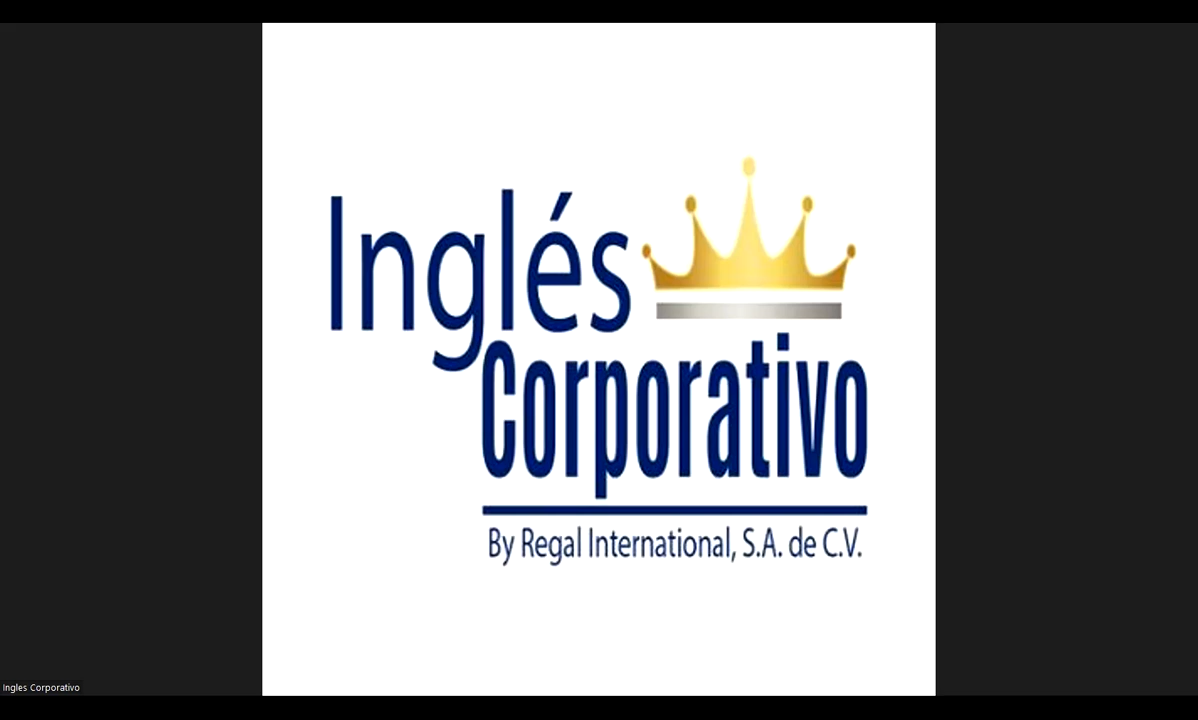 Inglés
Corporativo
By Regal International, S.A. de C.V.
Ingles Corporativo